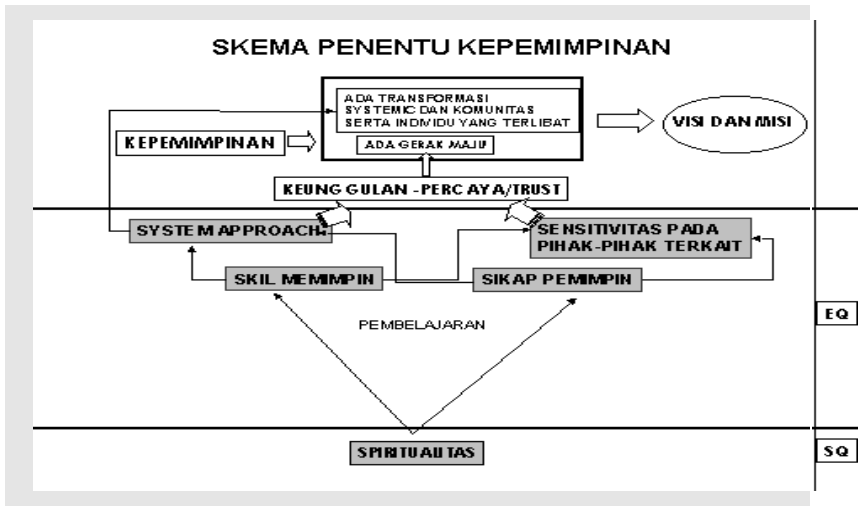 SKEMA PENENTU KEPEMIMPINAN
ADA TRANSFORMASI
SYSTEMIC DAN KOMUNITAS
SERTA INDIVIDU YANG TERLIBAT
VISI DAN MISI
KEPEMIMPINAN
ADA GERAK MAJU
KEUNGGULAN -PERCAYA/TRUST
SYSTEM APPROACH
SENSITIVITAS PADA
PIHAK-PIHAK TERKAIT
SKIL MEMIMPIN
SIKAP PEMIMPIN
EQ
PEMBELAJARAN
SPIRITUALITAS
SQ